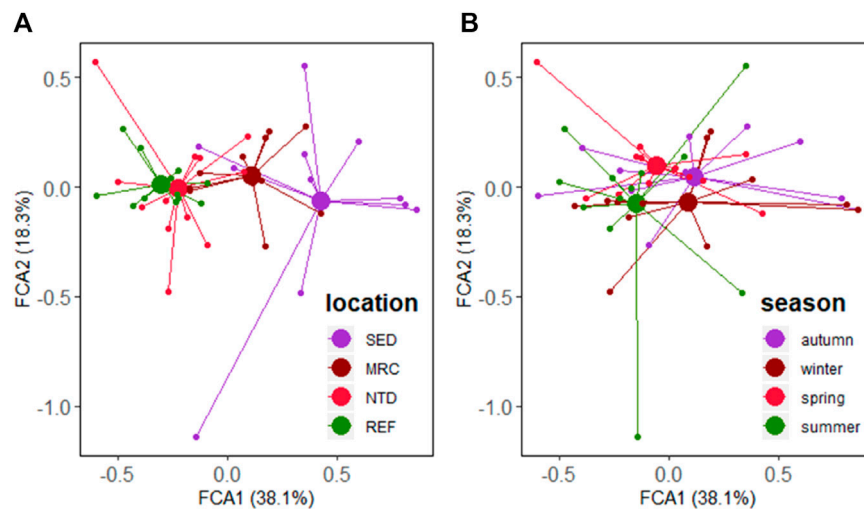 A
0.5
0.0
-0.5
-1.0
FCA2 (18.3%)
location
SED
MRC
NTD
REF
-0.5
0.0
0.5
FCA1 (38.1%)
B
0.5
0.0
-0.5
-1.0
FCA2 (18.3%)
season
autumn
winter
spring
summer
-0.5
0.0
0.5
FCA1 (38.1%)